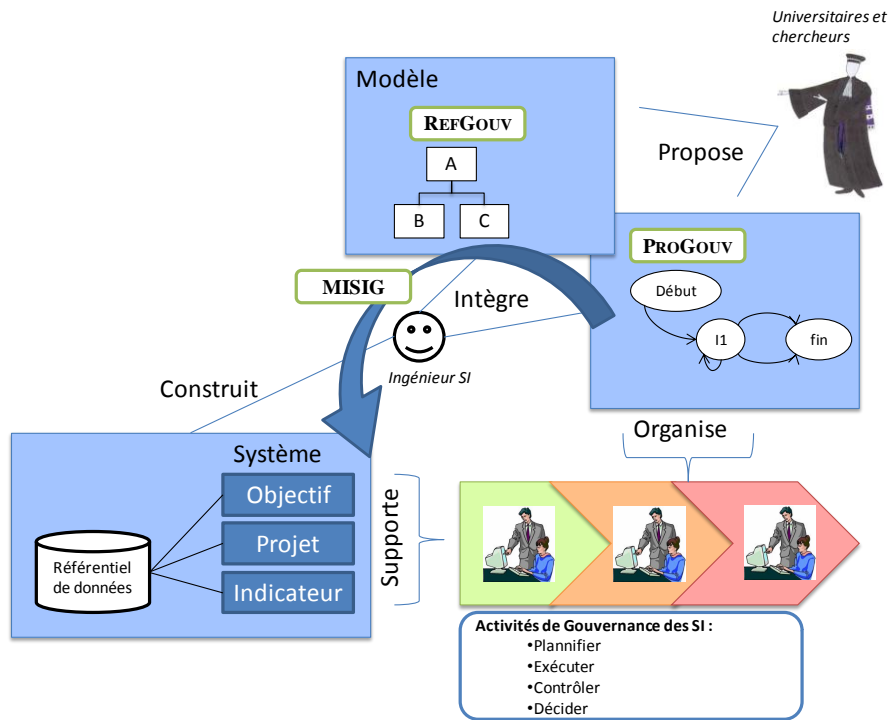 Universitaires et
chercheurs
Modèle
REFGOUV
A
B
C
Propose
PROGOUV
Début
I1
fin
MISIG
Intègre
Ingénieur SI
Construit
Organise
Système
Objectif
Projet
Indicateur
Référentiel
de données
Supporte
Activités de Gouvernance des SI :
•Plannifier
•Exécuter
•Contrôler
•Décider